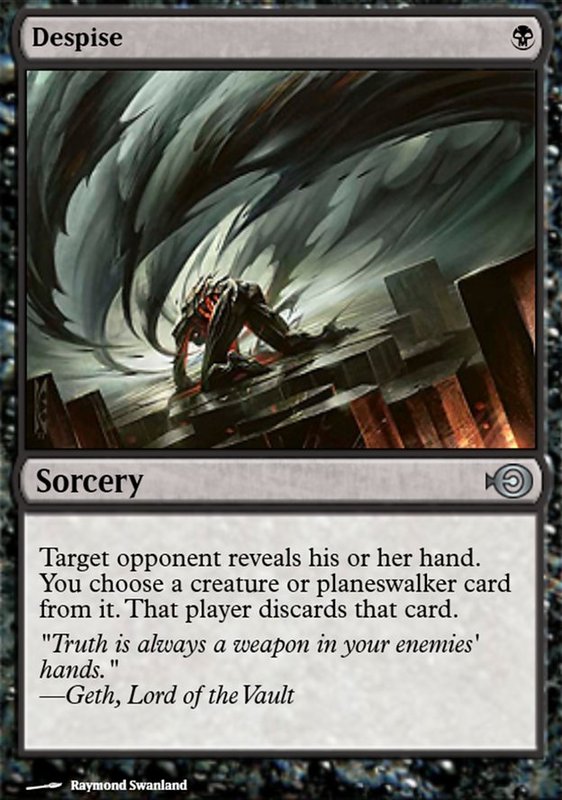 Despise
Sorcery
Target opponent reveals his or her hand.
You choose a creature or planeswalker card
from it. That player discards that card.
"Truth is always a weapon in your enemies'
hands."
—Geth, Lord of the Vault
Raymond Swanland